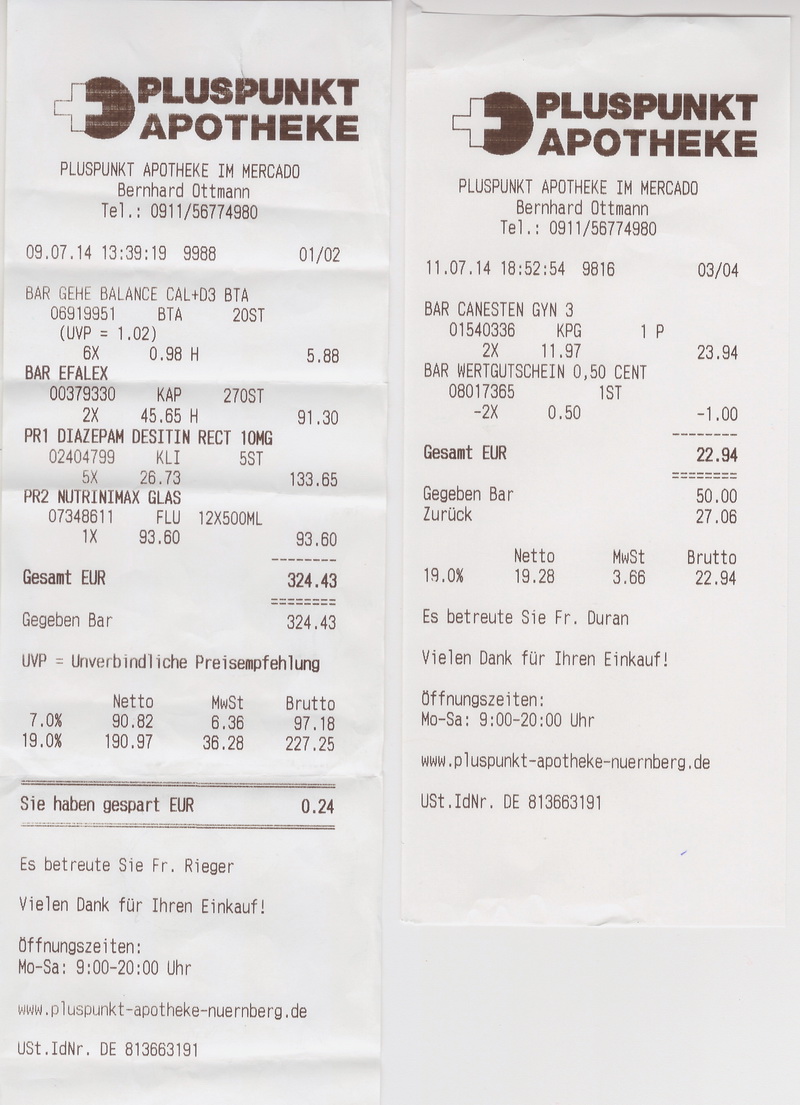 PLUSPUNKT
APOTHEKE
PLUSPUNKT APOTHEKE IM MERCADO
Bernhard Ottmann
Tel.: 0911/56774980
09.07.14 13:39:19 9988 01/02
BAR GEHE BALANCE CAL+D3 BTA
06919951 BTA 20ST
(UVP = 1.02)
6X 0.98 H 5.88
BAR EFALEX
00379330 KAP 270ST
2X 45.65 H 91.30
PR1 DIAZEPAM DESITIN RECT 10MG
02404799 KLI 5ST
5X 26.73 133.65
PR2 NUTRINIMAX GLAS
07348611 FLU 12X500ML
1X 93.60 93.60
--------
Gesamt EUR 324.43
========
Gegeben Bar 324.43
UVP = Unverbindliche Preisempfehlung
Netto MwSt Brutto
7.0% 90.82 6.36 97.18
19.0% 190.97 36.28 227.25
Sie haben gespart EUR 0.24
Es betreute Sie Fr. Rieger
Vielen Dank für Ihren Einkauf!
Öffnungszeiten:
Mo-Sa: 9:00-20:00 Uhr
www.pluspunkt-apotheke-nuernberg.de
USt.IdNr. DE 813663191
PLUSPUNKT
APOTHEKE
PLUSPUNKT APOTHEKE IM MERCADO
Bernhard Ottmann
Tel.: 0911/56774980
11.07.14 18:52:54 9816 03/04
BAR CANESTEN GYN 3
01540336 KPG 1 P
2X 11.97 23.94
BAR WERTGUTSCHEIN 0,50 CENT
08017365 1ST
-2X 0.50 -1.00
--------
Gesamt EUR 22.94
========
Gegeben Bar 50.00
Zurück 27.06
Netto MwSt Brutto
19.0% 19.28 3.66 22.94
Es betreute Sie Fr. Duran
Vielen Dank für Ihren Einkauf!
Öffnungszeiten:
Mo-Sa: 9:00-20:00 Uhr
www.pluspunkt-apotheke-nuernberg.de
USt.IdNr. DE 813663191